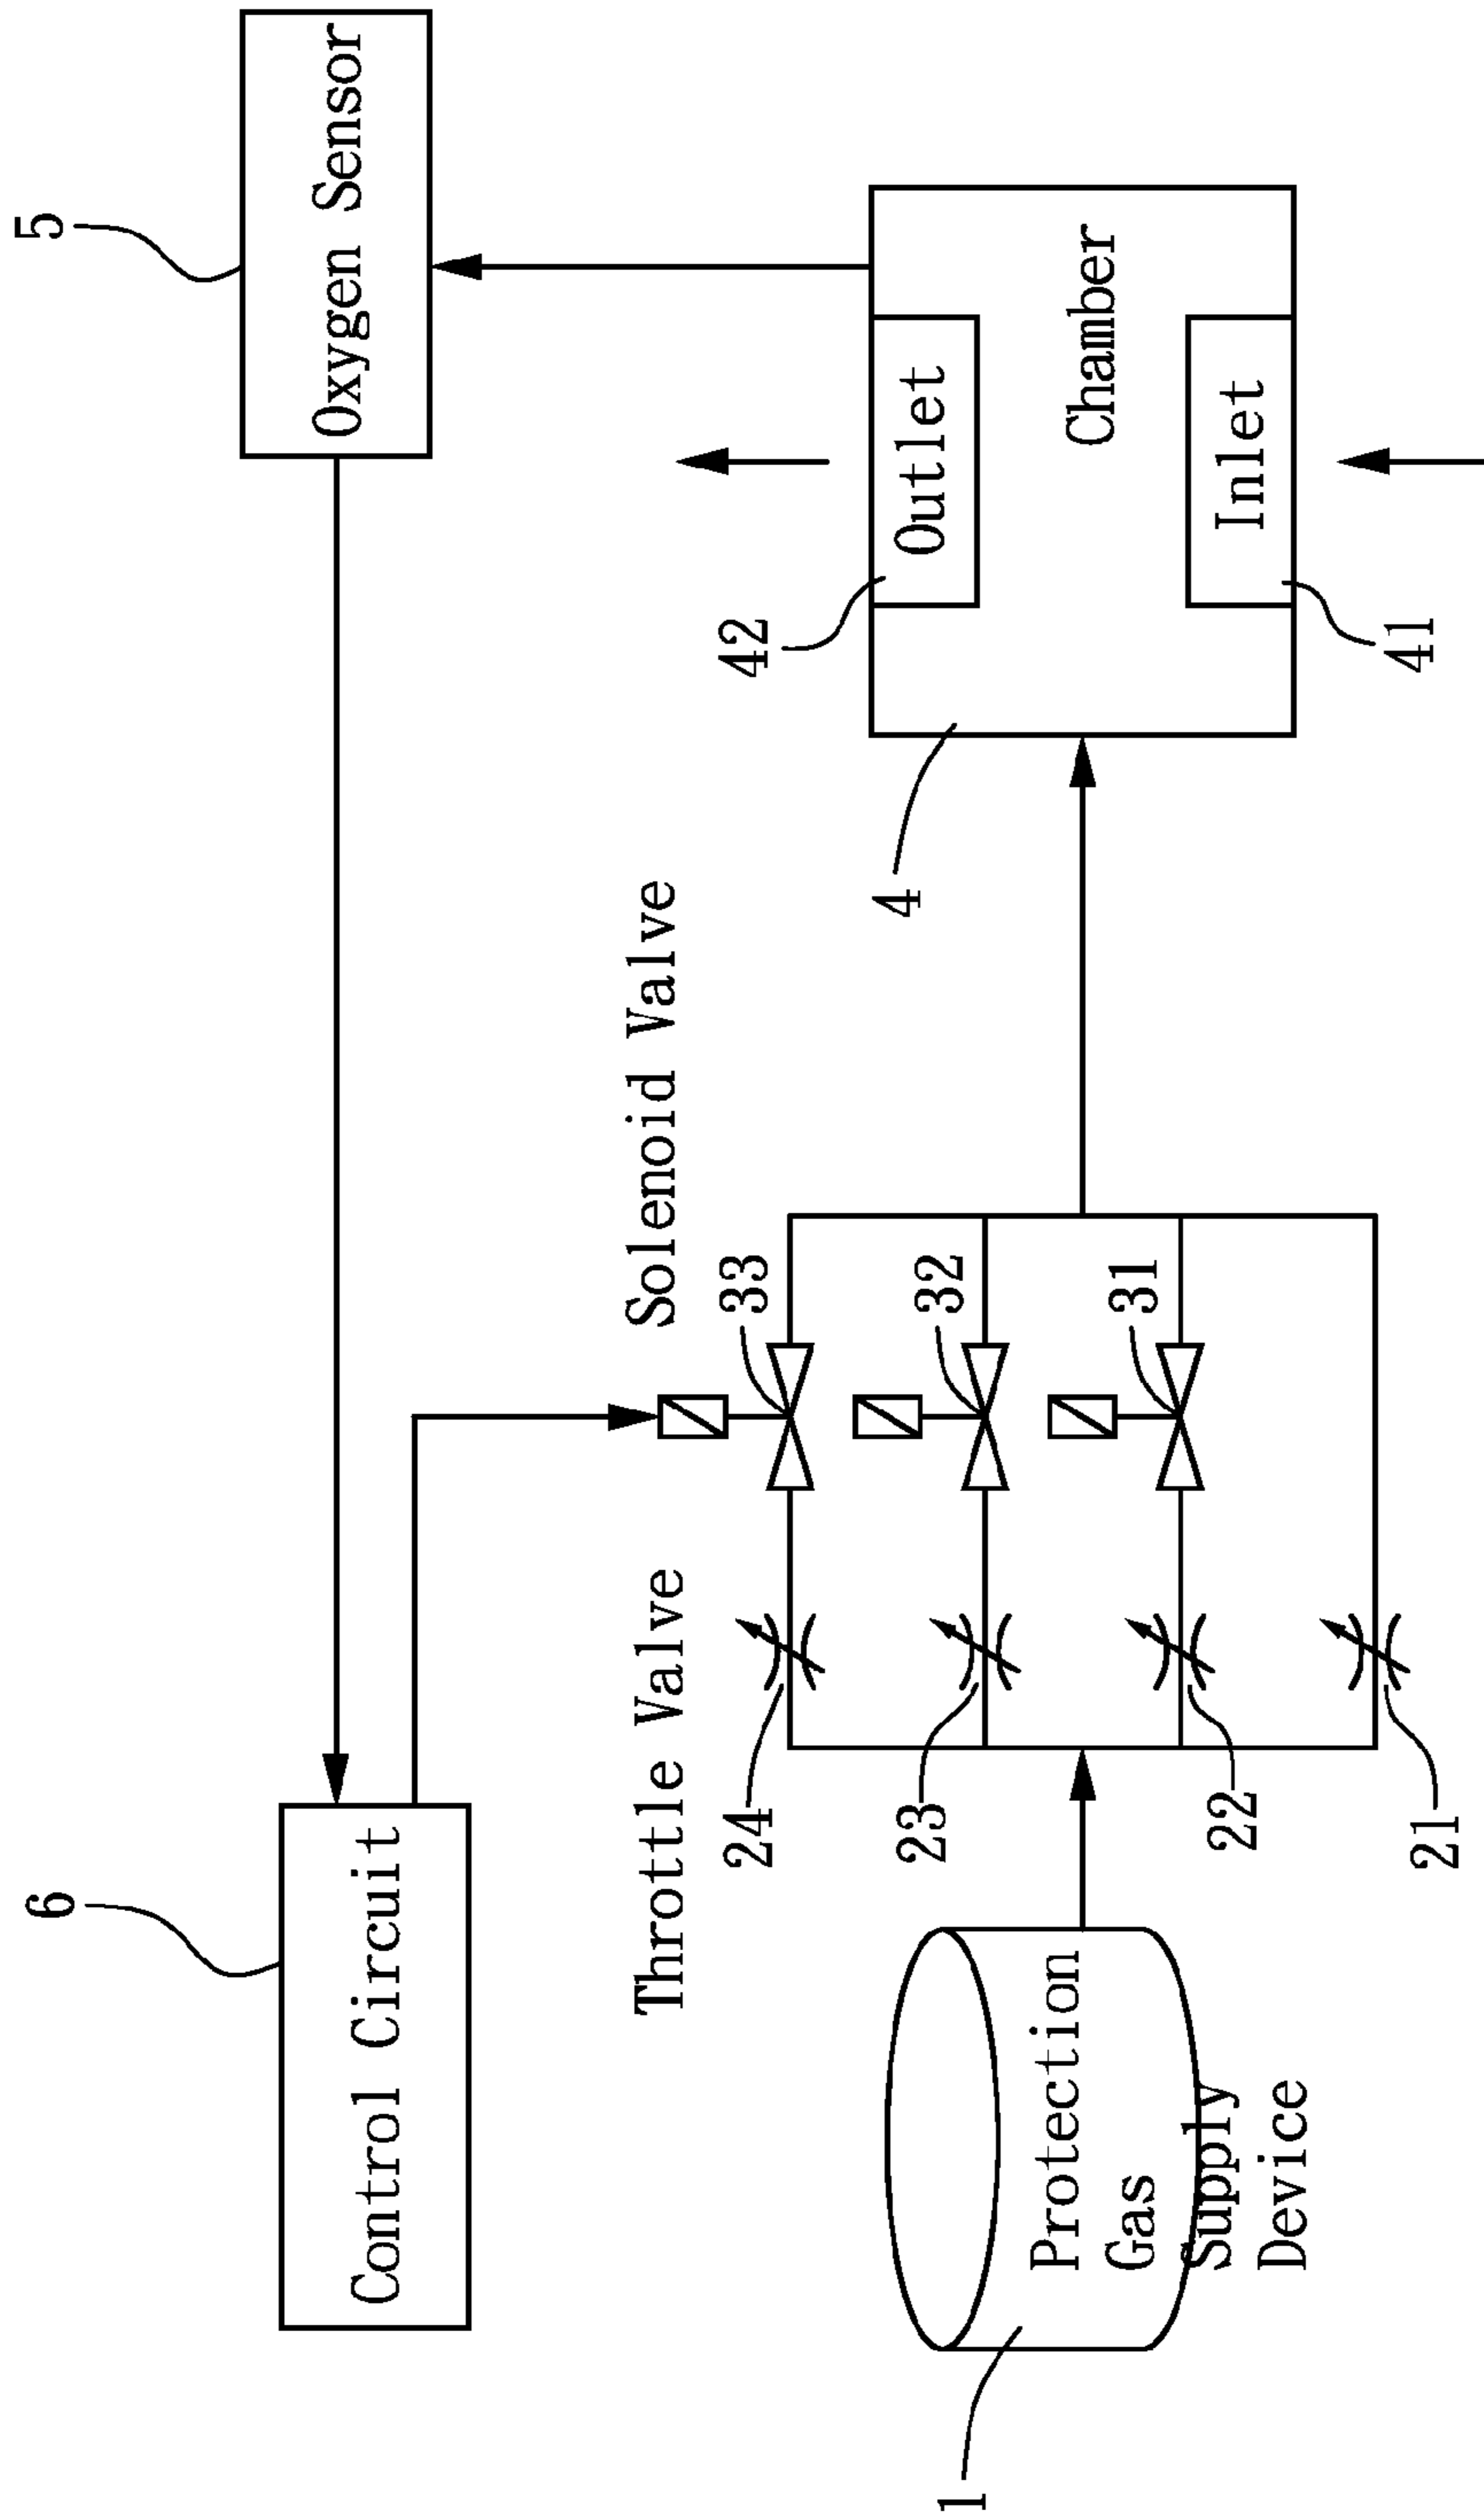 6
Control Circuit
5
Oxygen Sensor
Throttle Valve
Solenoid Valve
24
33
23
32
22
31
21
1
Protection
Gas
Supply
Device
4
42
Outlet
Chamber
Inlet
41